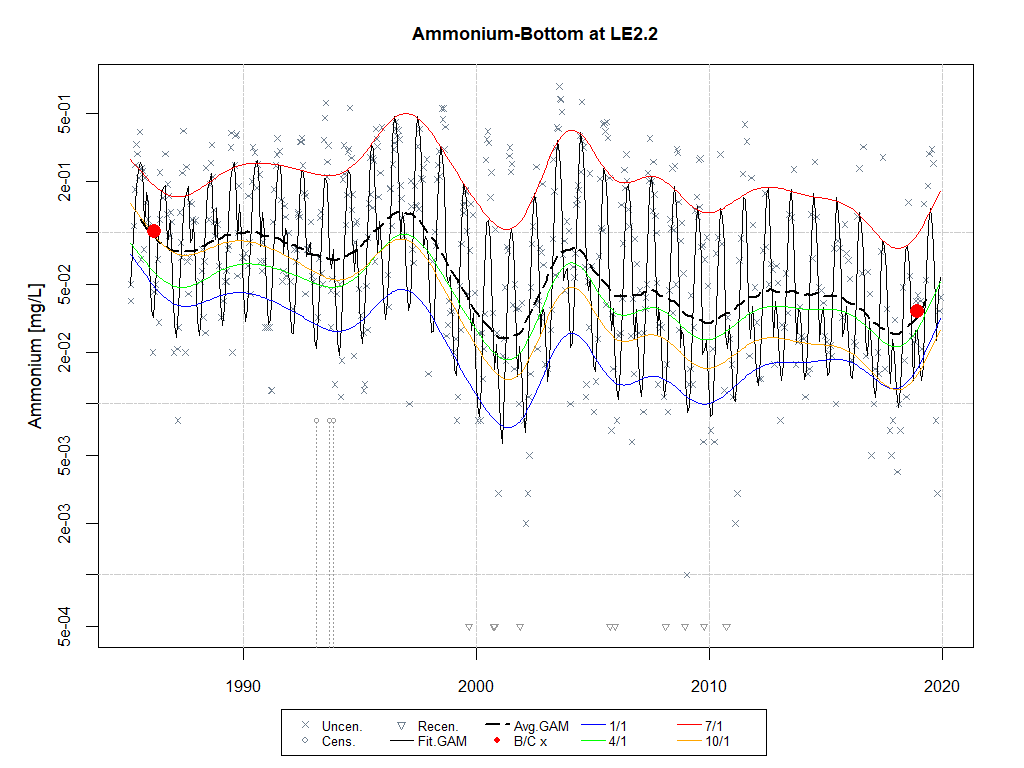 Ammonium-Bottom at LE2.2
Ammonium [mg/L]
5e-01
2e-01
5e-02
2e-02
5e-03
2e-03
5e-04
1990 2000 2010 2020
Uncen. Recen. Avg.GAM 1/1 7/1
Cens. Fit.GAM B/C x 4/1 10/1